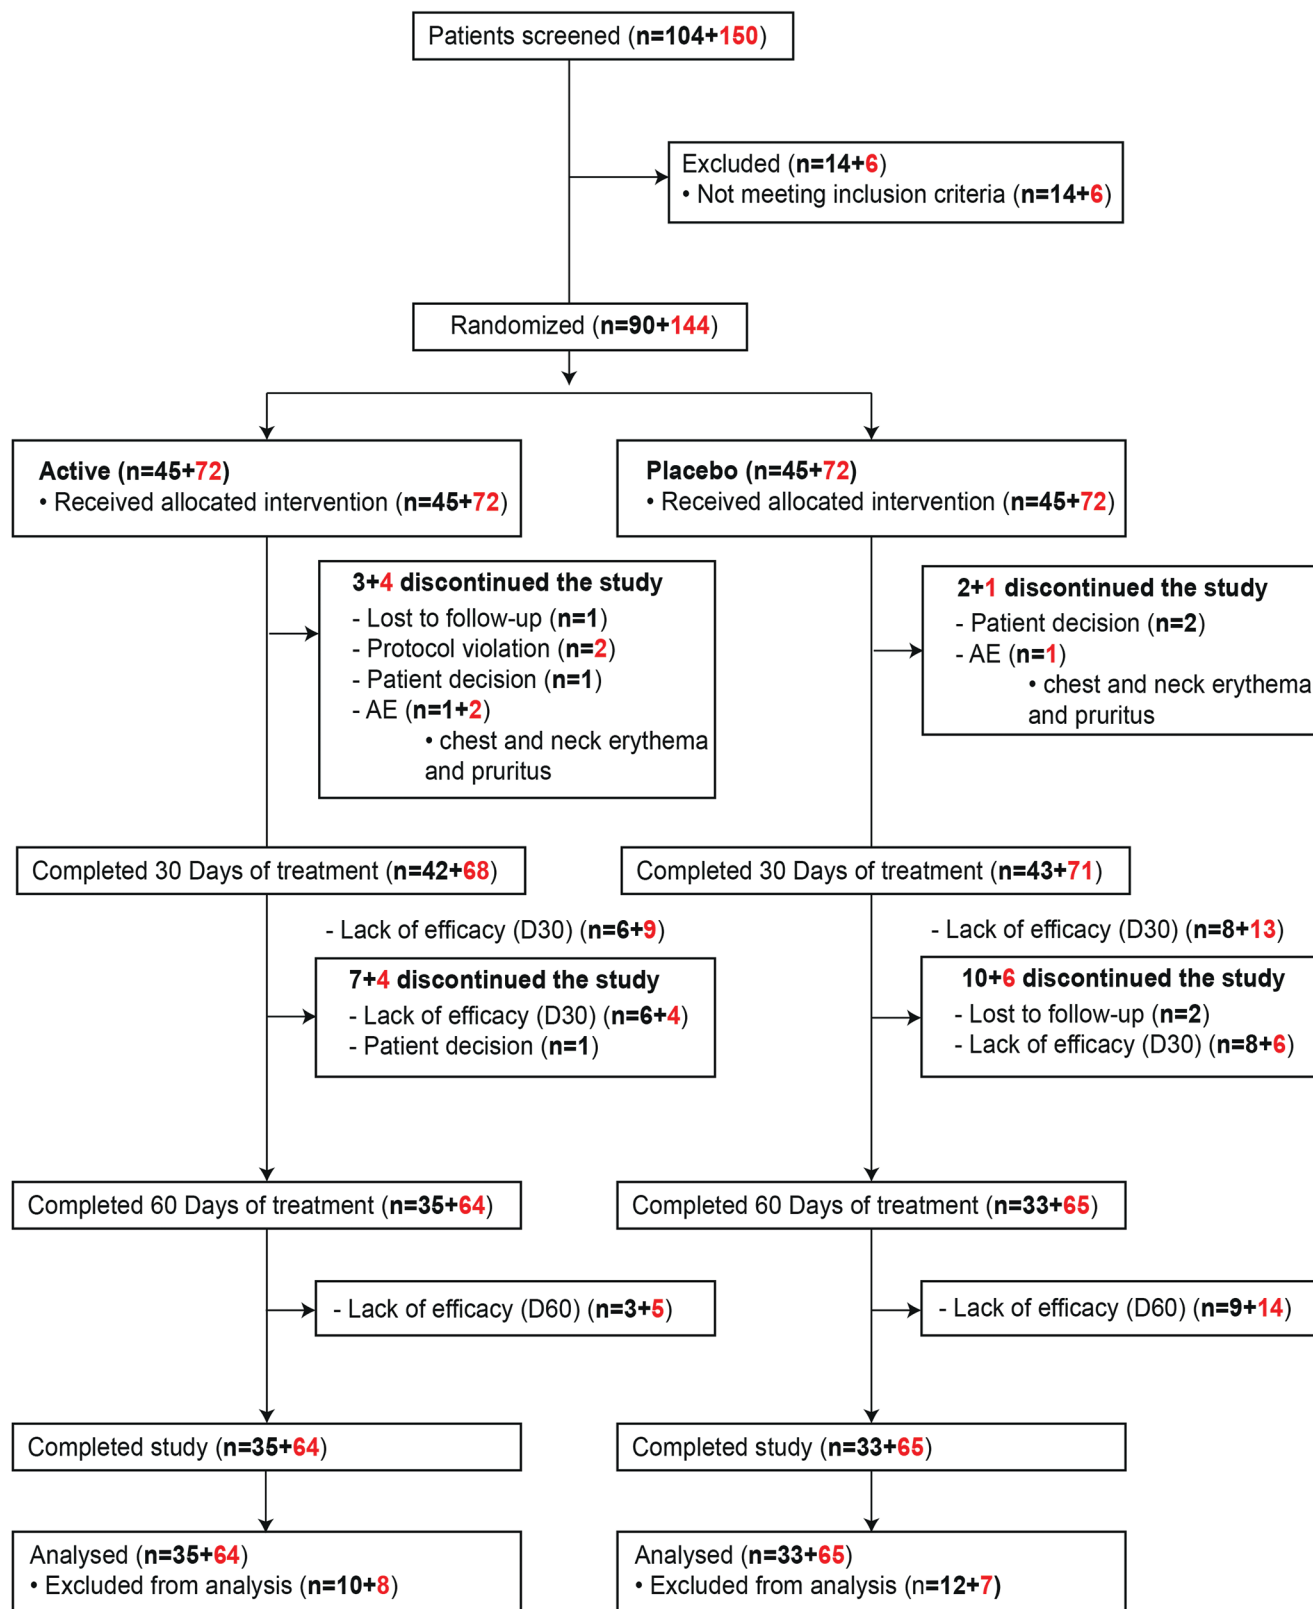 Patients screened (n=104+150)
Excluded (n=14+6)
• Not meeting inclusion criteria (n=14+6)
Randomized (n=90+144)
Active (n=45+72)
• Received allocated intervention (n=45+72)
Placebo (n=45+72)
• Received allocated intervention (n=45+72)
3+4 discontinued the study
- Lost to follow-up (n=1)
- Protocol violation (n=2)
- Patient decision (n=1)
- AE (n=1+2)
• chest and neck erythema
and pruritus
2+1 discontinued the study
- Patient decision (n=2)
- AE (n=1)
• chest and neck erythema
and pruritus
Completed 30 Days of treatment (n=42+68)
Completed 30 Days of treatment (n=43+71)
- Lack of efficacy (D30) (n=6+9)
7+4 discontinued the study
- Lack of efficacy (D30) (n=6+4)
- Patient decision (n=1)
- Lack of efficacy (D30) (n=8+13)
10+6 discontinued the study
- Lost to follow-up (n=2)
- Lack of efficacy (D30) (n=8+6)
Completed 60 Days of treatment (n=35+64)
Completed 60 Days of treatment (n=33+65)
- Lack of efficacy (D60) (n=3+5)
- Lack of efficacy (D60) (n=9+14)
Completed study (n=35+64)
Completed study (n=33+65)
Analysed (n=35+64)
• Excluded from analysis (n=10+8)
Analysed (n=33+65)
• Excluded from analysis (n=12+7)